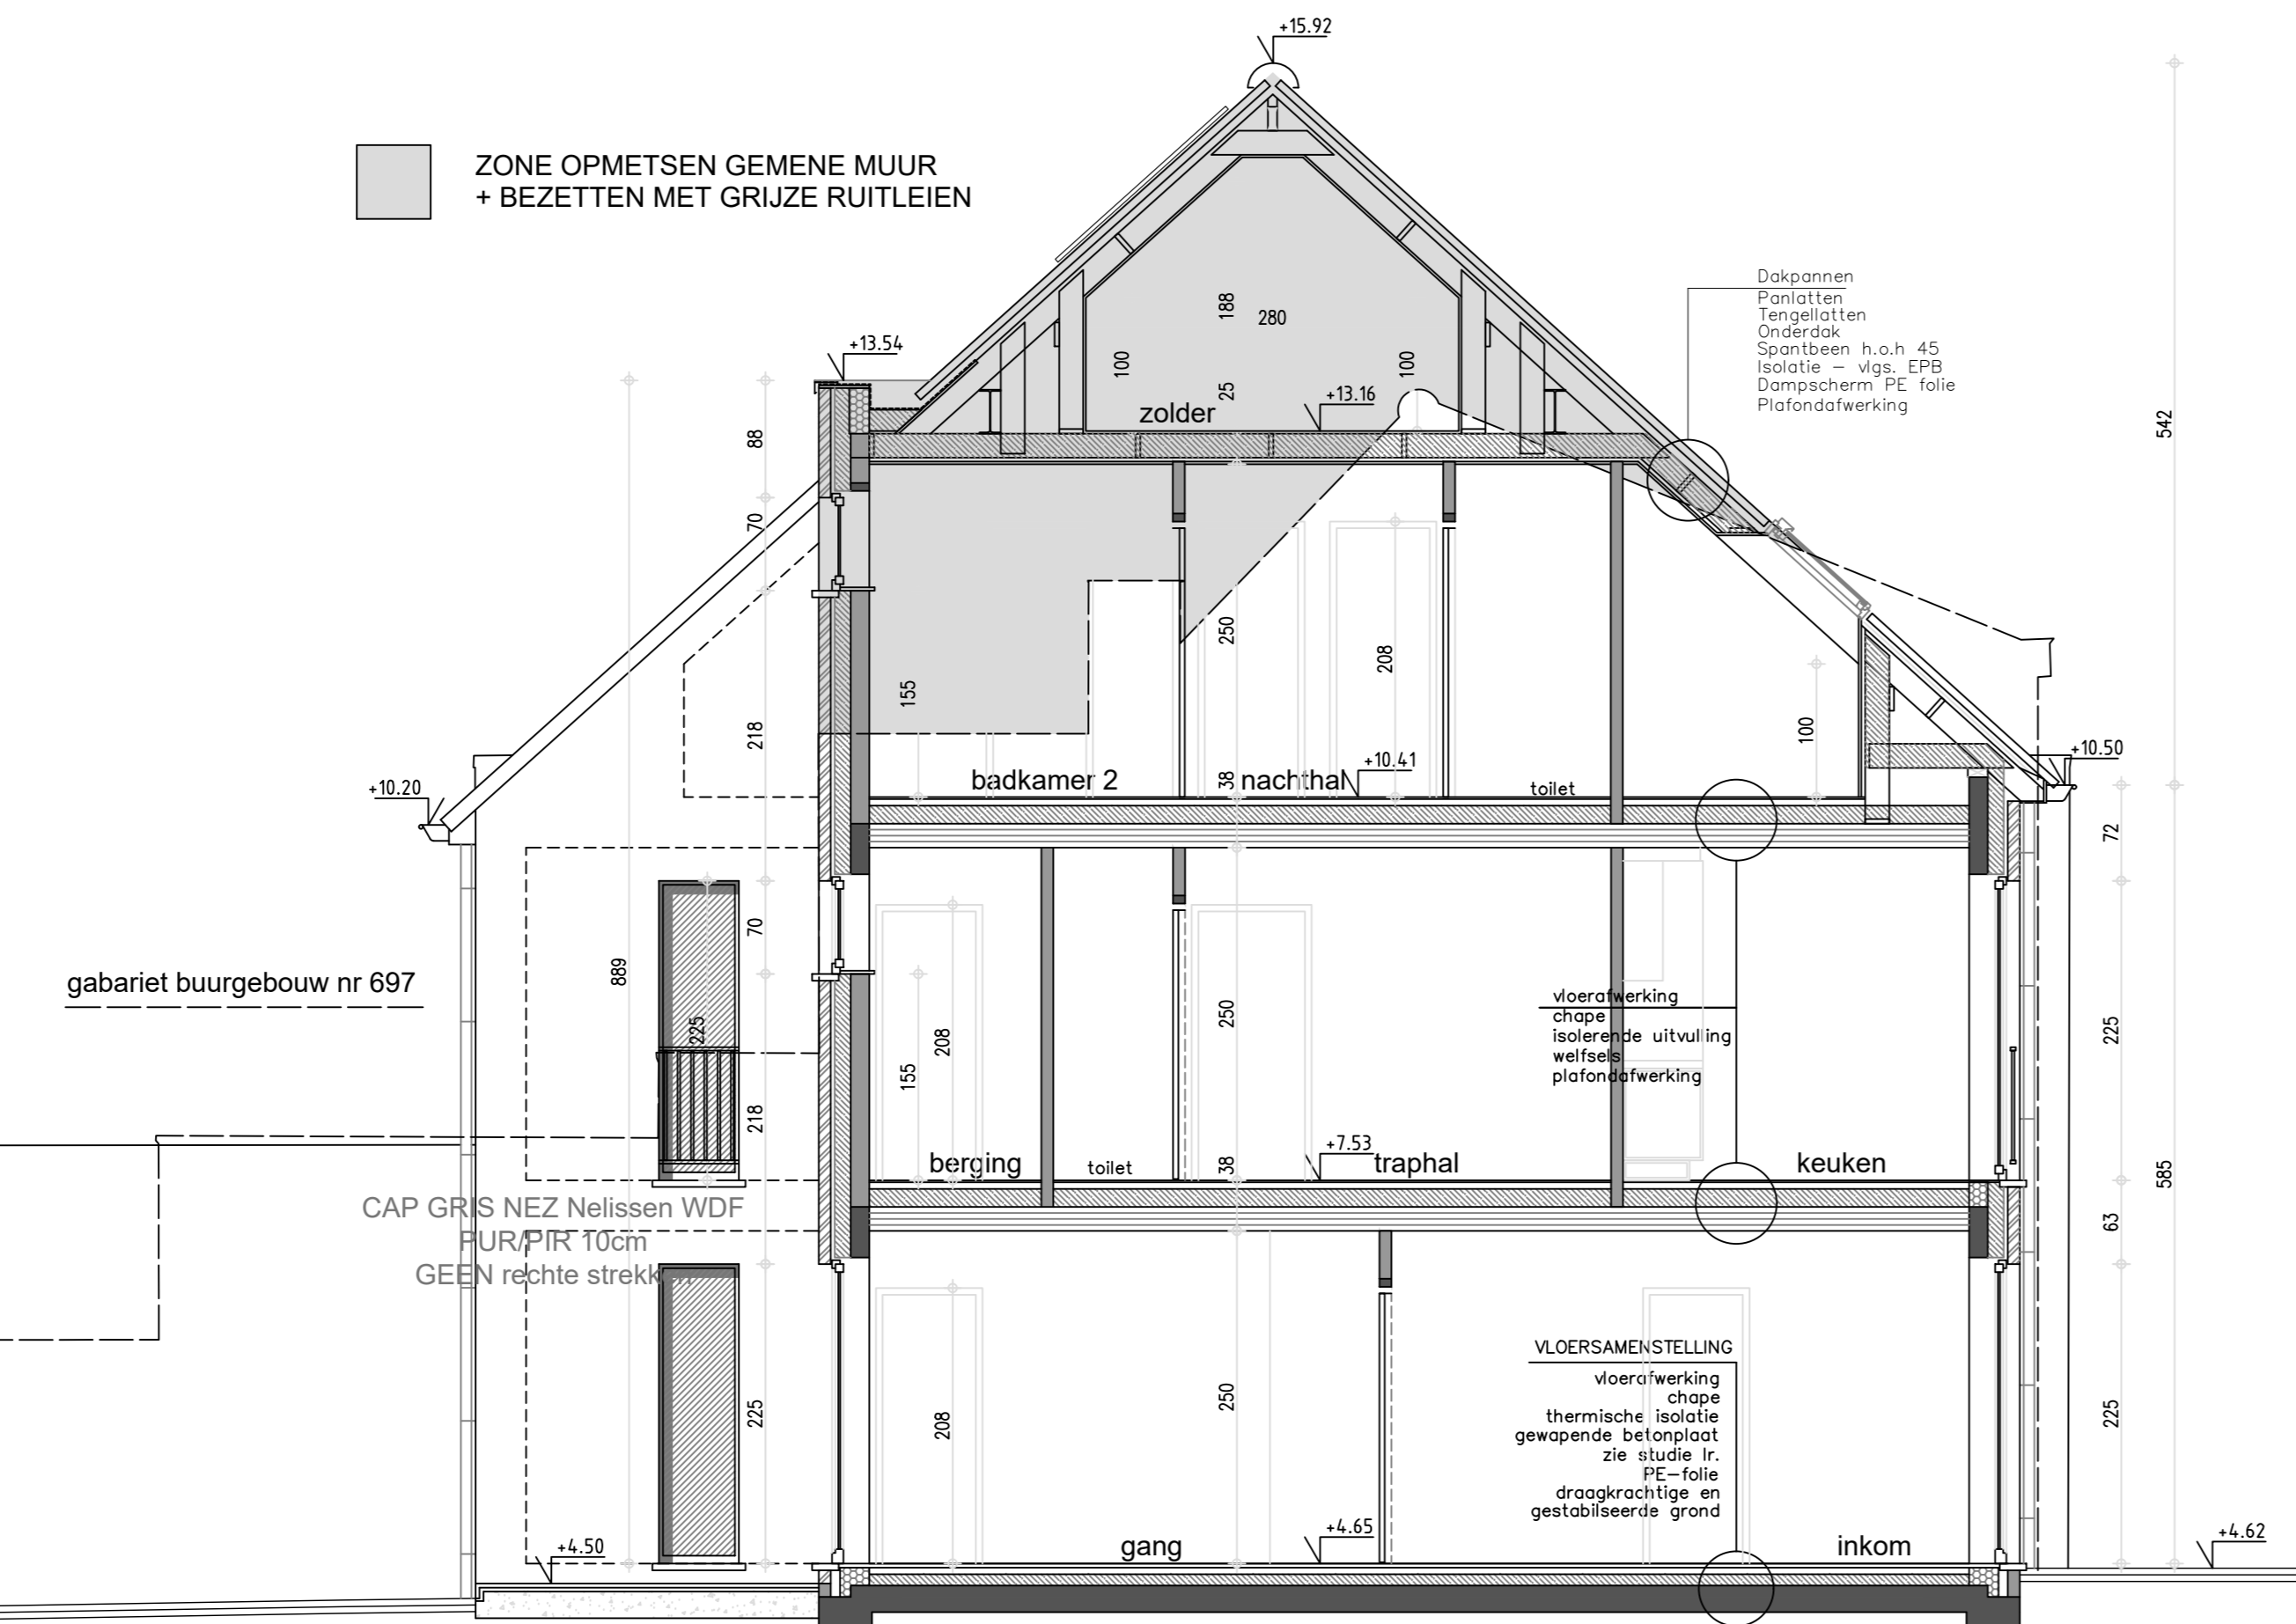 +15.92
ZONE OPMETSEN GEMENE MUUR
+ BEZETTEN MET GRIJZE RUITLEIEN
Dakpannen
Panlatten
Tengellatten
Onderdak
Spantbeen h.o.h 45
Isolatie – vlgs. EPB
Dampscherm PE folie
Plafondafwerking
188
280
+13.54
100
100
25
+13.16
zolder
542
88
70
250
208
155
218
100
+10.41
+10.50
badkamer 2
38
nachthal
toilet
+10.20
72
70
889
gabariet buurgebouw nr 697
225
208
250
155
218
vloerafwerking
chape
isolerende uitvulling
welfsels
plafondafwerking
225
+7.53
berging
toilet
38
traphal
keuken
585
CAP GRIS NEZ Nelissen WDF
PUR/PIR 10cm
GEEN rechte strekken
63
VLOERSAMENSTELLING
vloerafwerking
chape
thermische isolatie
gewapende betonplaat
zie studie Ir.
PE–folie
draagkrachtige en
gestabilseerde grond
225
208
250
225
+4.50
gang
+4.65
inkom
+4.62